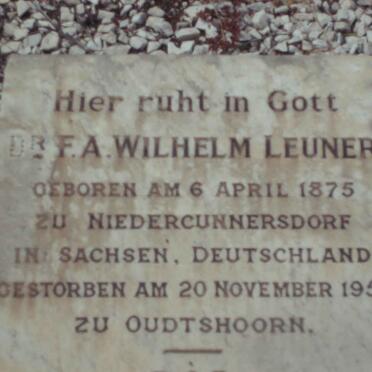 Hier ruht in Gott
DR F.A. WILHELM LEUNER
GEBOREN AM 6 APRIL 1875
ZU NIEDERCUNNERSDORF
IN SACHSEN, DEUTSCHLAND
GESTORBEN AM 20 NOVEMBER
ZU OUDTSHOORN.